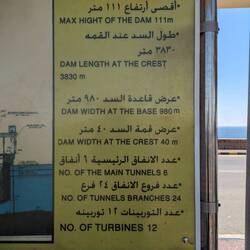 أقصى أرتفاع ١١١ متر
MAX HIGHT OF THE DAM 111m
طول السد عند القمه
٣٨٣٠ متر
DAM LENGTH AT THE CREST
3830 m
عرض قاعدة السد ٩٨٠ متر
DAM WIDTH AT THE BASE 980m
عرض قمة السد ٤٠ متر
DAM WIDTH AT THE CREST 40 m
عدد الانفاق الرئيسية ٦ أنفاق
NO. OF THE MAIN TUNNELS 6
عدد فروع الانفاق ٢٤ فرع
NO. OF TUNNELS BRANCHES 24
عدد التوربينات ١٢ توربينه
NO. OF TURBINES 12